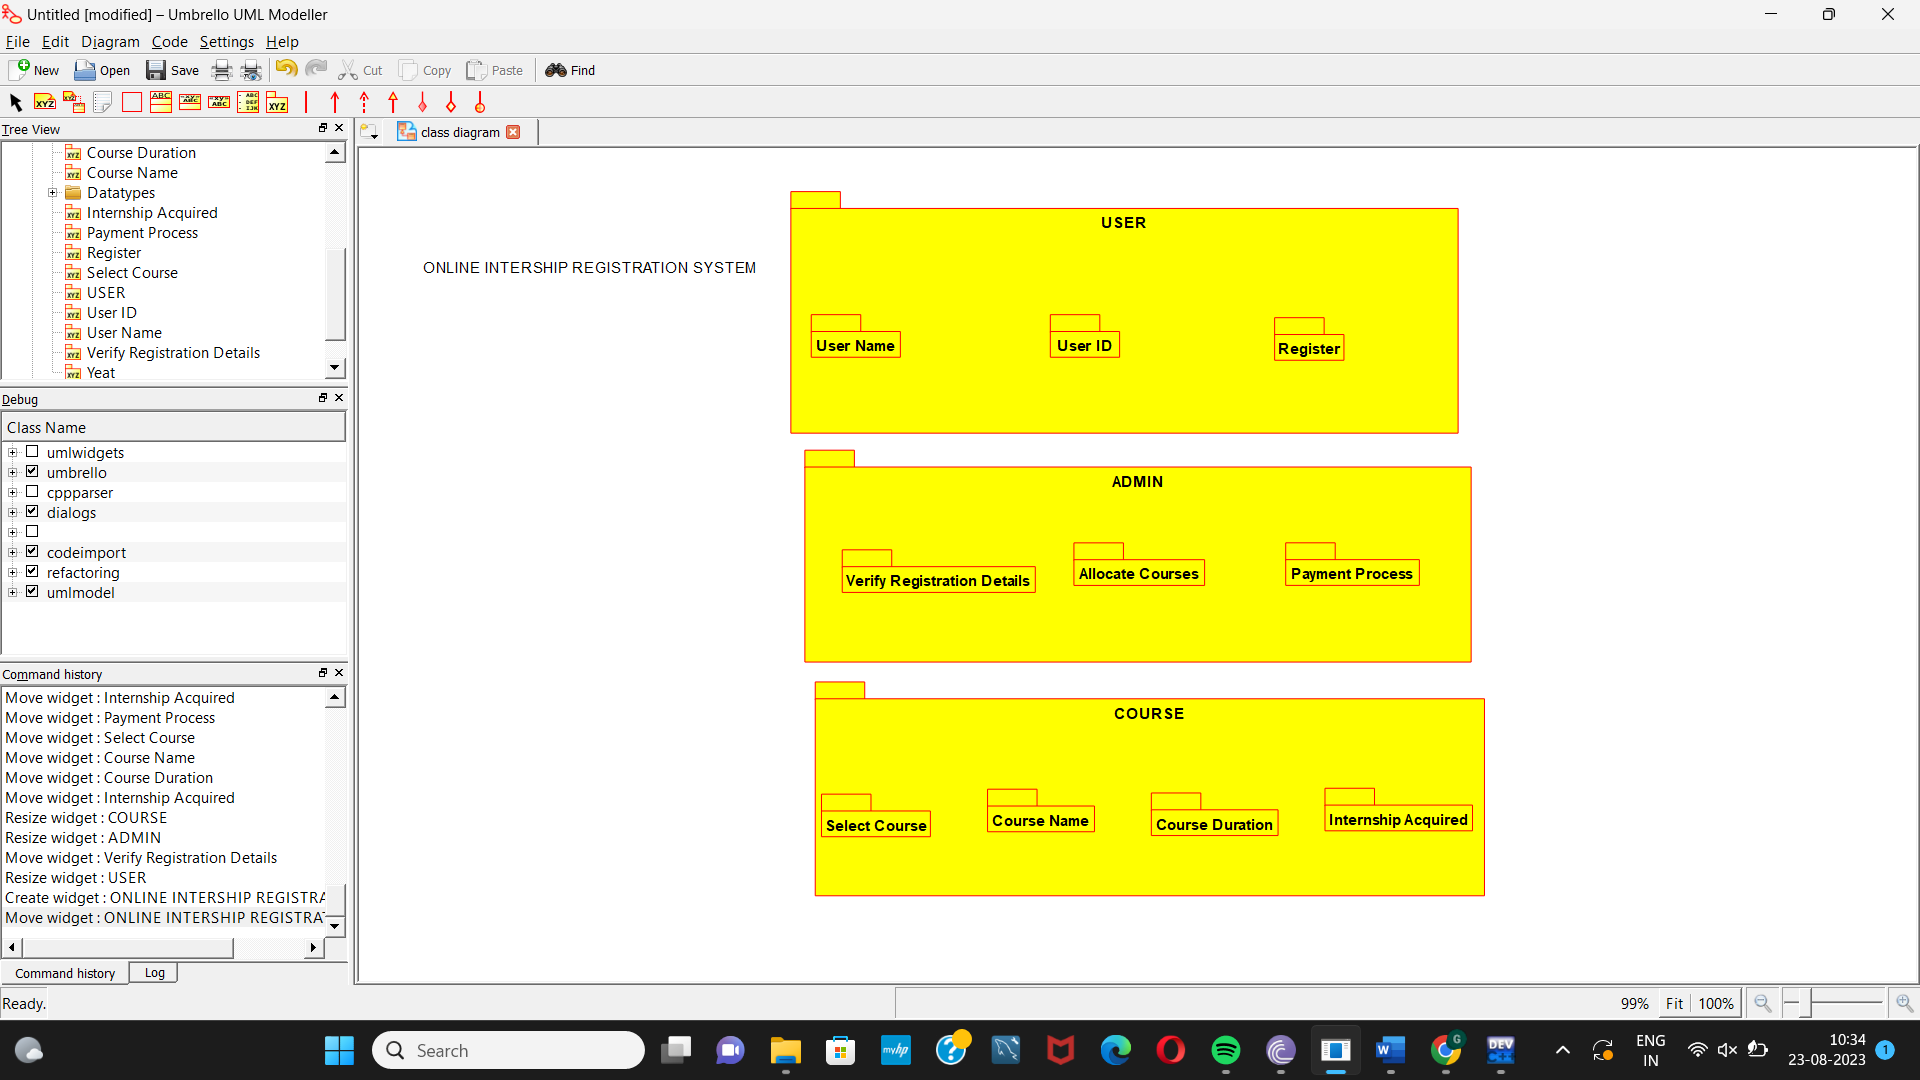 Untitled [modified] – Umbrello UML Modeller
File Edit Diagram Code Settings Help
New Open Save Cut Copy Paste Find
Tree View
class diagram
Course Duration
Course Name
Datatypes
Internship Acquired
Payment Process
Register
Select Course
USER
User ID
User Name
Verify Registration Details
Yeat
Debug
Class Name
umlwidgets
umbrello
cppparser
dialogs
codeimport
refactoring
umlmodel
Command history
Move widget : Internship Acquired
Move widget : Payment Process
Move widget : Select Course
Move widget : Course Name
Move widget : Course Duration
Move widget : Internship Acquired
Resize widget : COURSE
Resize widget : ADMIN
Move widget : Verify Registration Details
Resize widget : USER
Create widget : ONLINE INTERSHIP REGISTRA
Move widget : ONLINE INTERSHIP REGISTRAT
Command history Log
ONLINE INTERSHIP REGISTRATION SYSTEM
USER
User Name User ID Register
ADMIN
Verify Registration Details Allocate Courses Payment Process
COURSE
Select Course Course Name Course Duration Internship Acquired
Ready.
99% Fit 100%
Search
myhp
DEV
C++
ENG
IN
10:34
23-08-2023
1